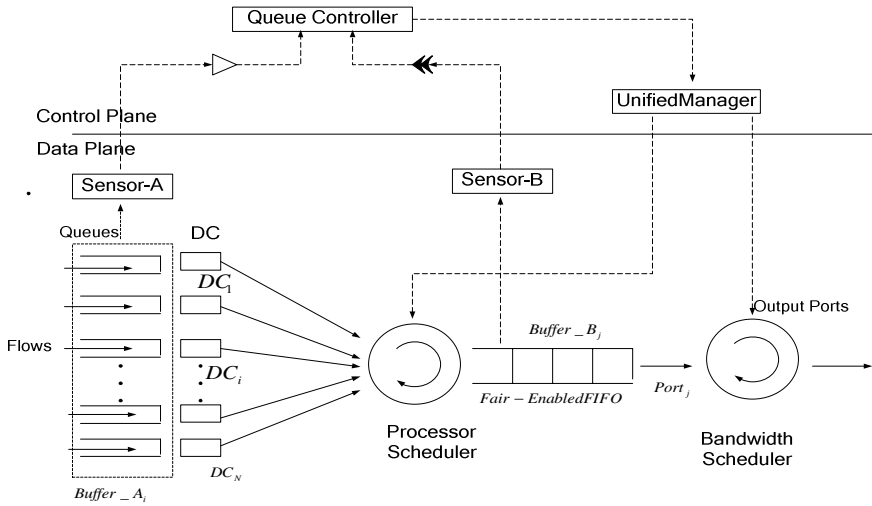 Queue Controller
UnifiedManager
Control Plane
Data Plane
Sensor-A
Sensor-B
Queues
DC
DC₁
Output Ports
Buffer _ Bⱼ
Flows
DCᵢ
Fair – EnabledFIFO
Portⱼ
Processor
Scheduler
Bandwidth
Scheduler
DC_N
Buffer _ Aᵢ